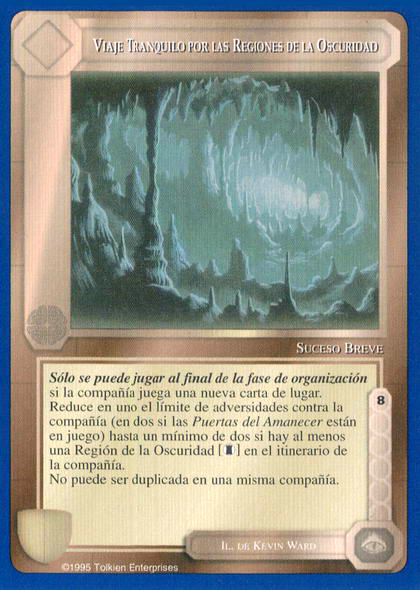 Viaje Tranquilo por las Regiones de la Oscuridad
Suceso Breve
Sólo se puede jugar al final de la fase de organización
si la compañía juega una nueva carta de lugar.
Reduce en uno el límite de adversidades contra la
compañía (en dos si las Puertas del Amanecer están
en juego) hasta un mínimo de dos si hay al menos
una Región de la Oscuridad [ ] en el itinerario de
la compañía.
No puede ser duplicada en una misma compañía.
8
Il. de Kevin Ward
©1995 Tolkien Enterprises